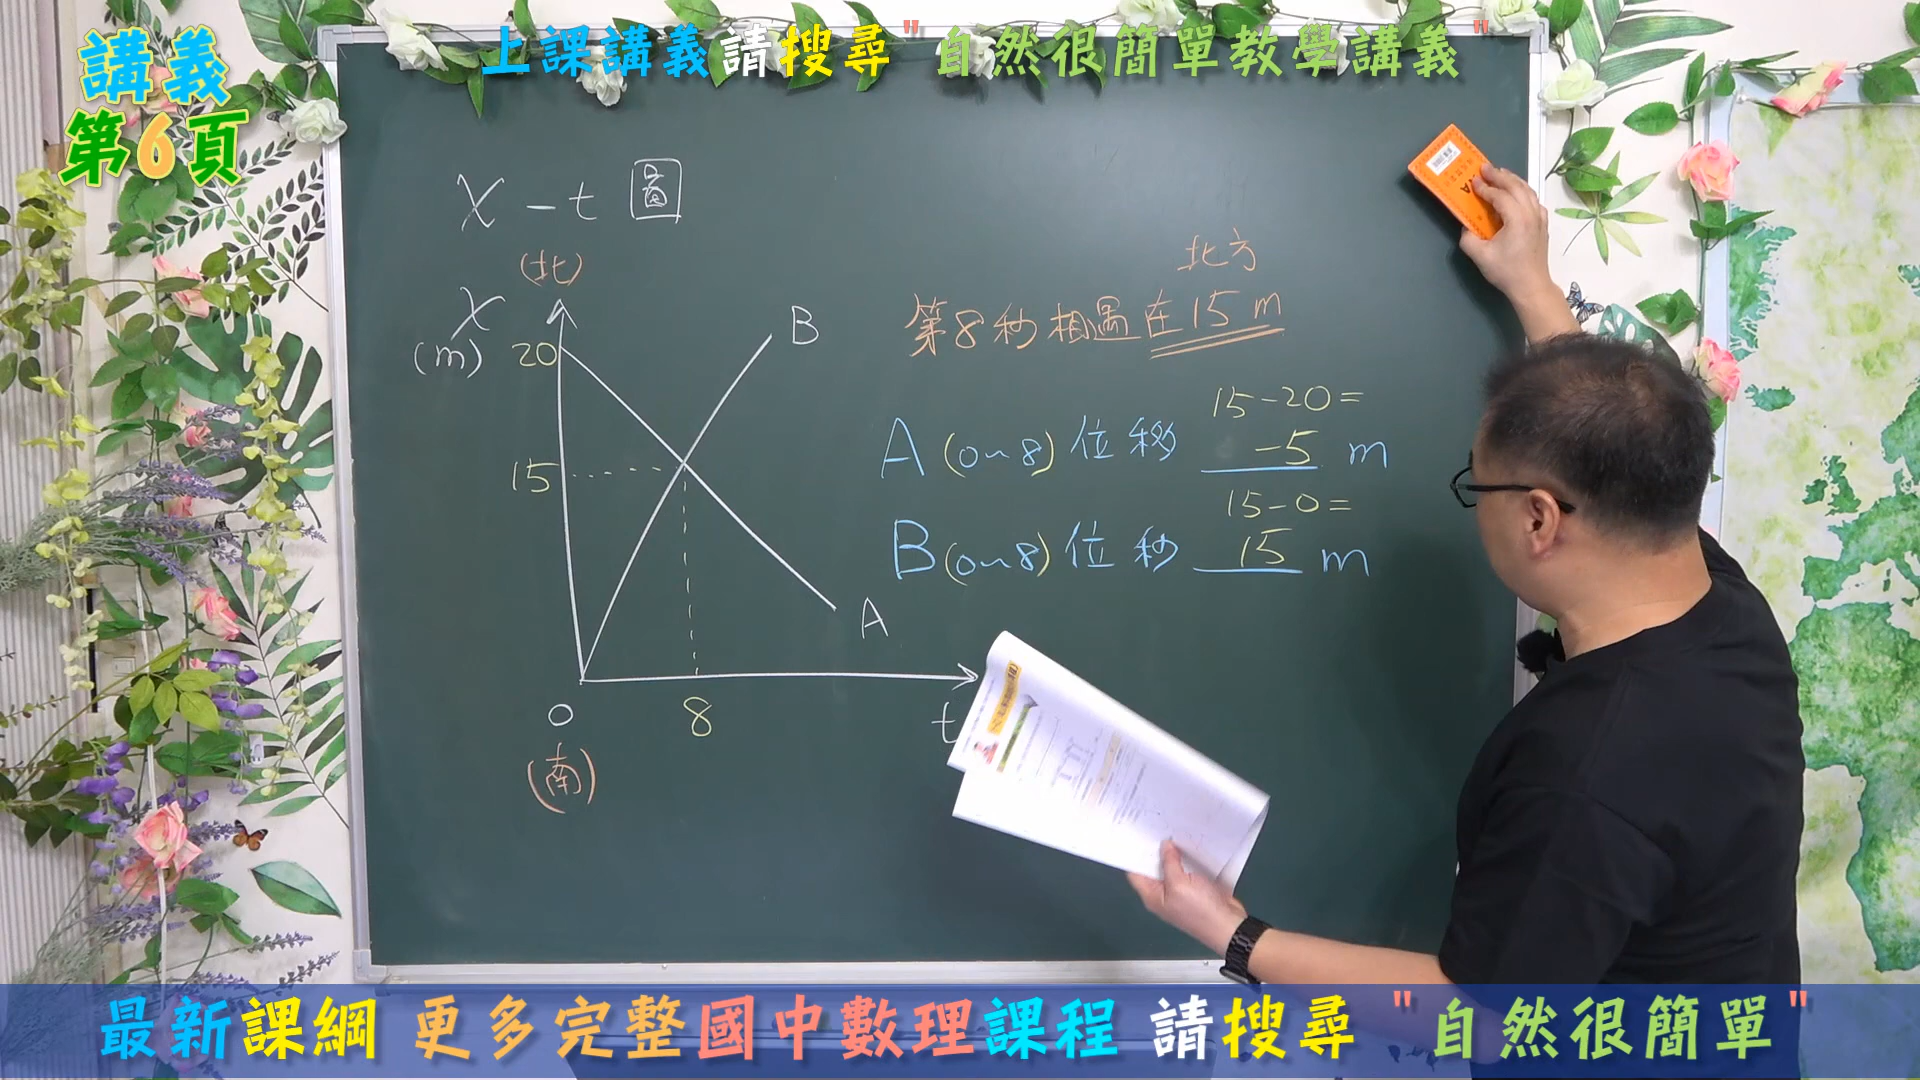 上課講義請搜尋"自然很簡單教學講義"
講義
第6頁
X-t圖
(北)
X
(m)
20
15
0
8
t
(南)
B
A
北方
第8秒相遇在15m
15-20=
A(0~8)位移 -5 m
15-0=
B(0~8)位移 15 m
最新課綱 更多完整國中數理課程 請搜尋"自然很簡單"